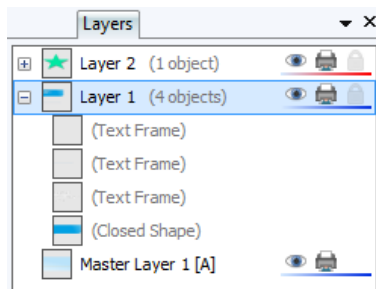 Layers
Layer 2 (1 object)
Layer 1 (4 objects)
(Text Frame)
(Text Frame)
(Text Frame)
(Closed Shape)
Master Layer 1 [A]